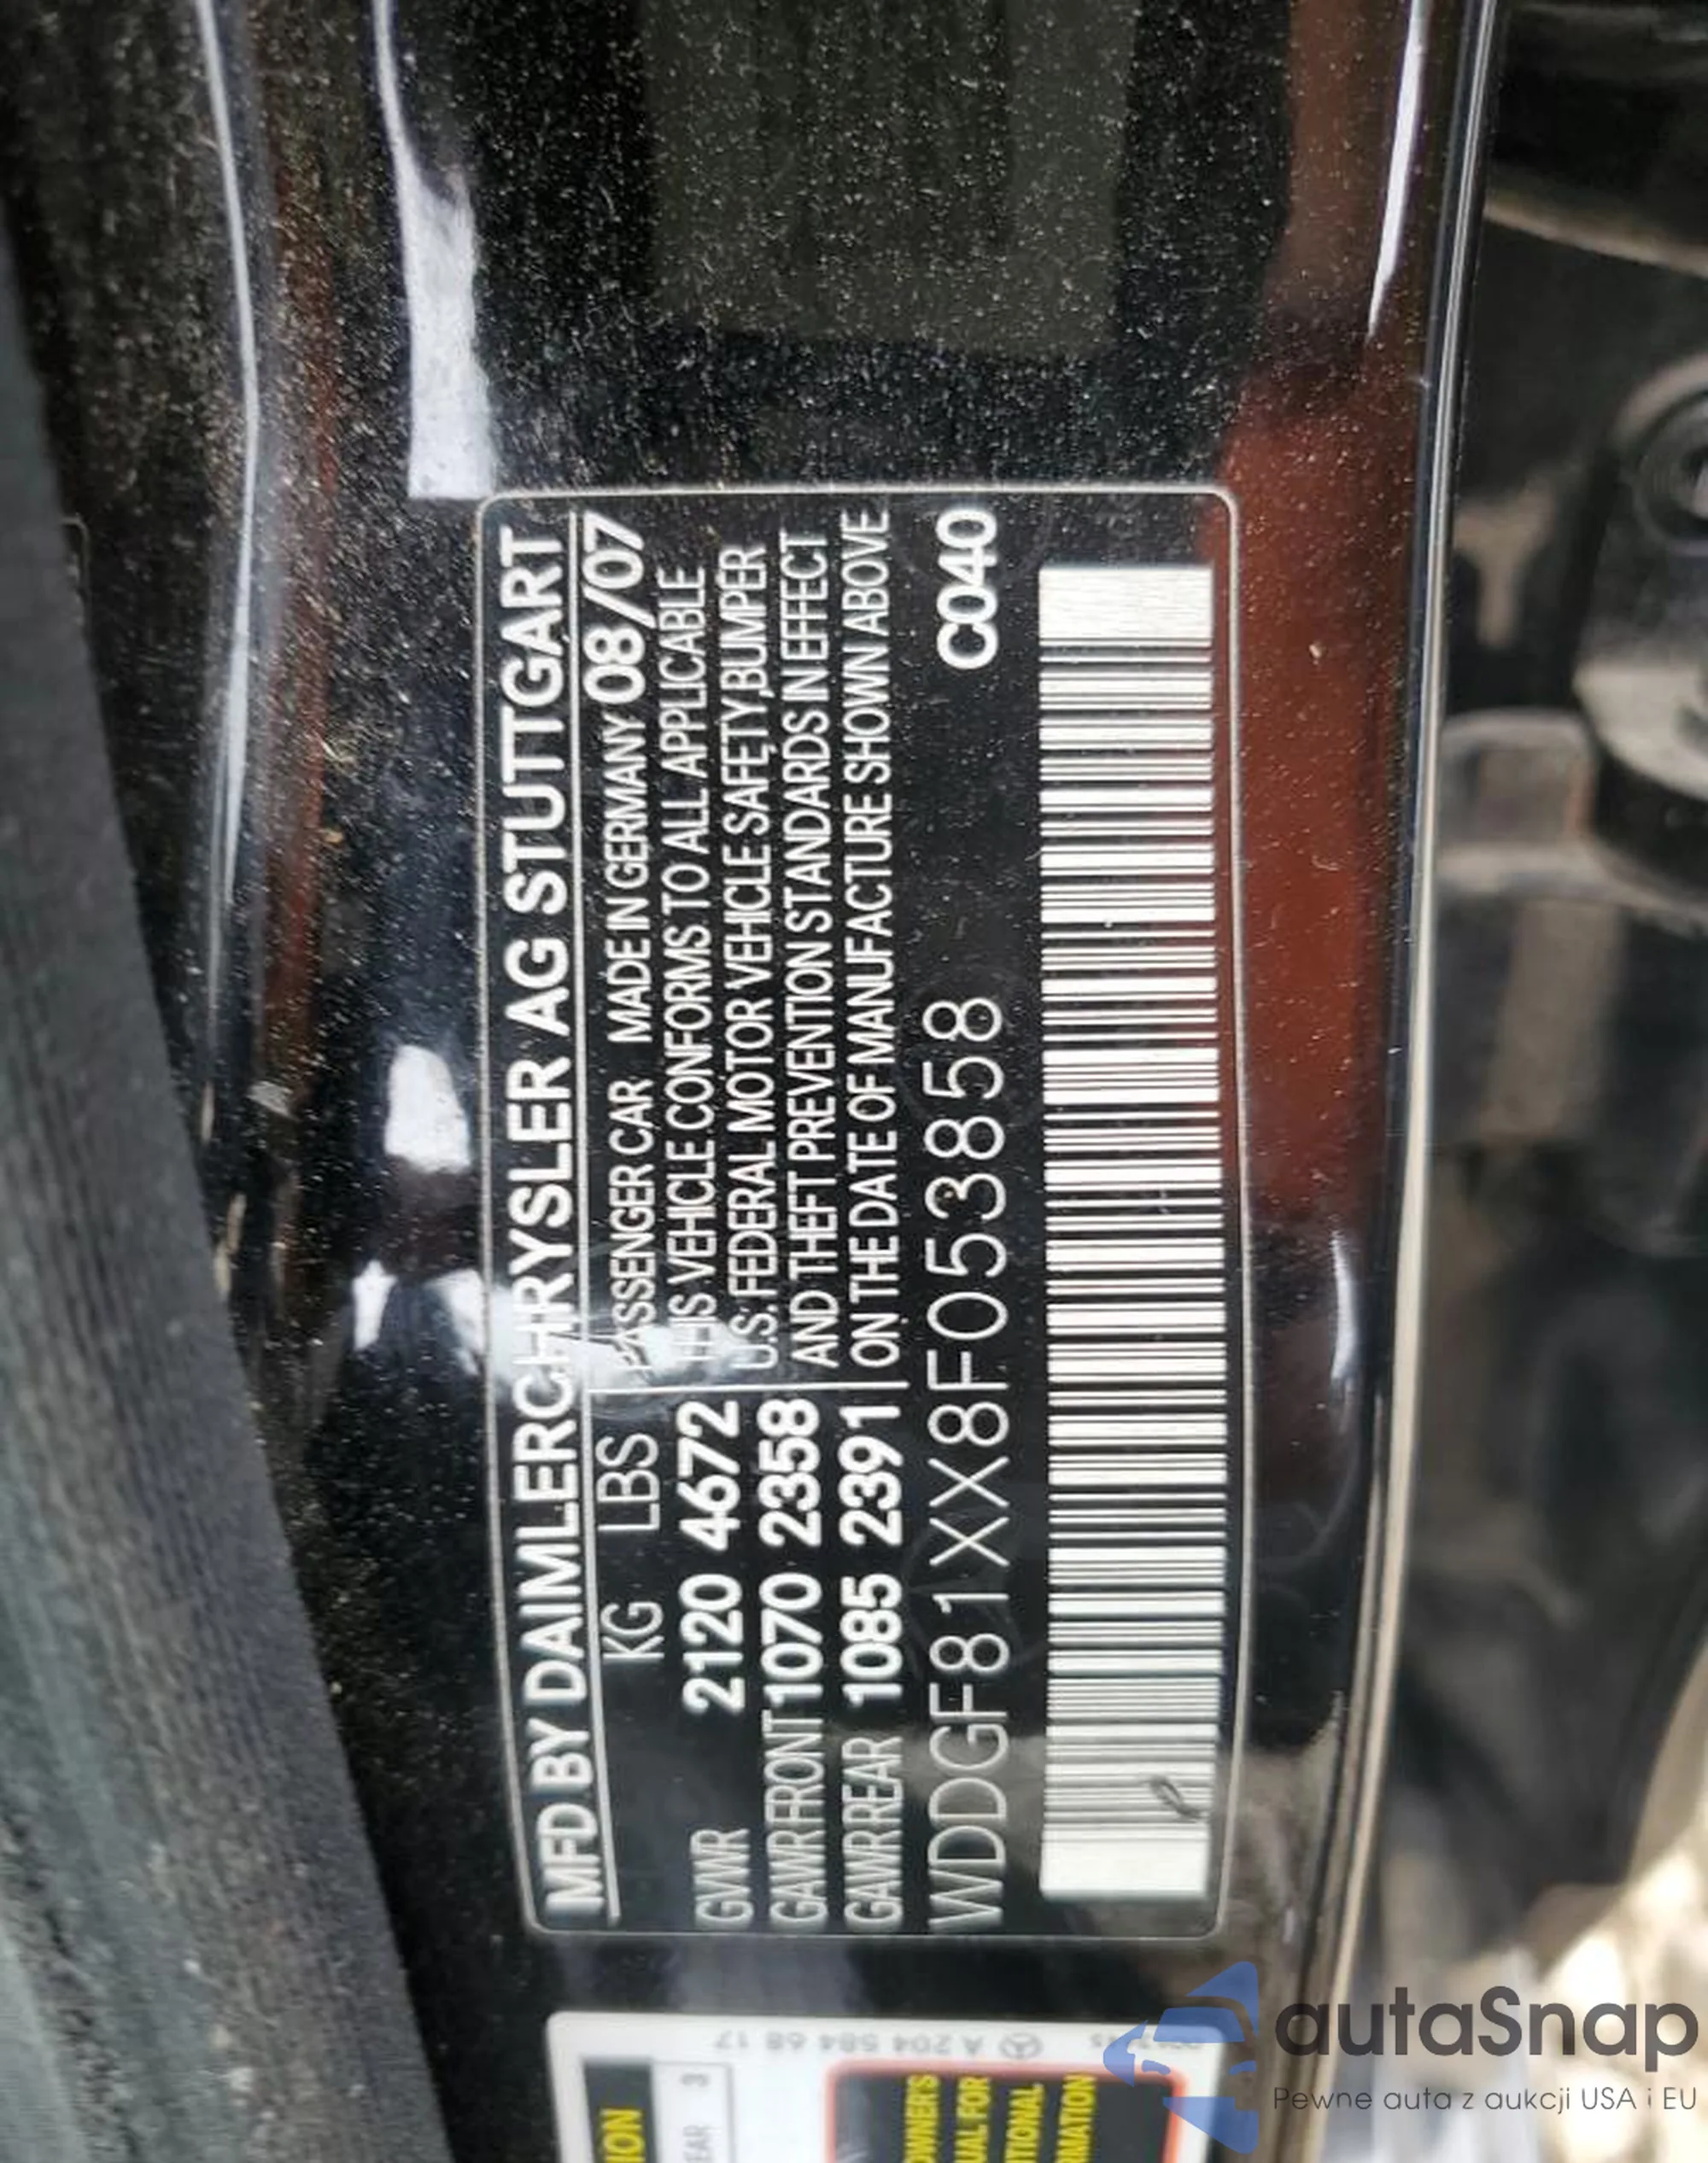 MFD BY DAIMLERCHRYSLER AG STUTTGART
KG LBS
GVWR 2120 4672
GAWR FRONT 1070 2358
GAWR REAR 1085 2391
PASSENGER CAR MADE IN GERMANY 08/07
THIS VEHICLE CONFORMS TO ALL APPLICABLE
U.S. FEDERAL MOTOR VEHICLE SAFETY, BUMPER
AND THEFT PREVENTION STANDARDS IN EFFECT
ON THE DATE OF MANUFACTURE SHOWN ABOVE
WDDGF81XX8F053858
C040
A 204 584 68 17
3
autaSnap
Pewne auta z aukcji USA i EU